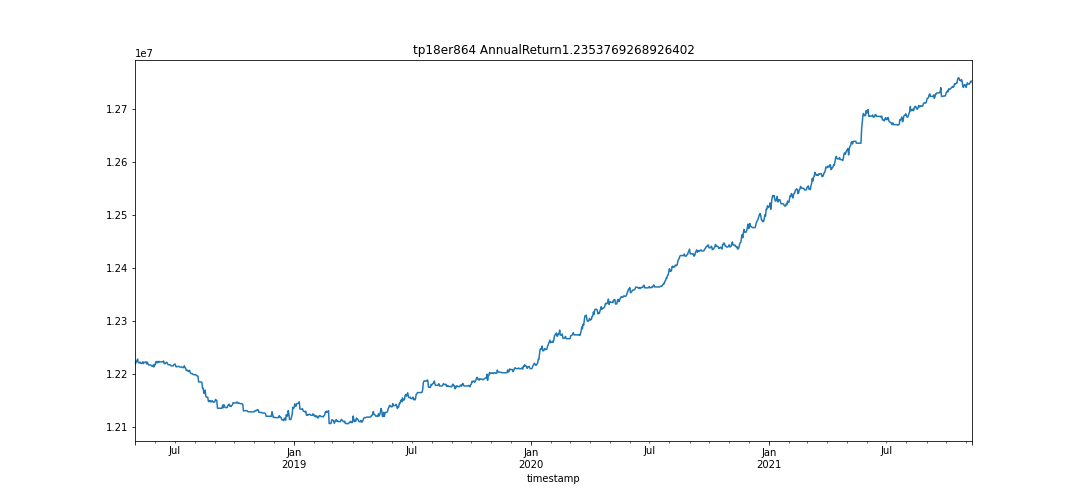 tp18er864 AnnualReturn1.2353769268926402
1e7
1.27
1.26
1.25
1.24
1.23
1.22
1.21
Jul Jan Jul Jan Jul Jan Jul
2019 2020 2021
timestamp